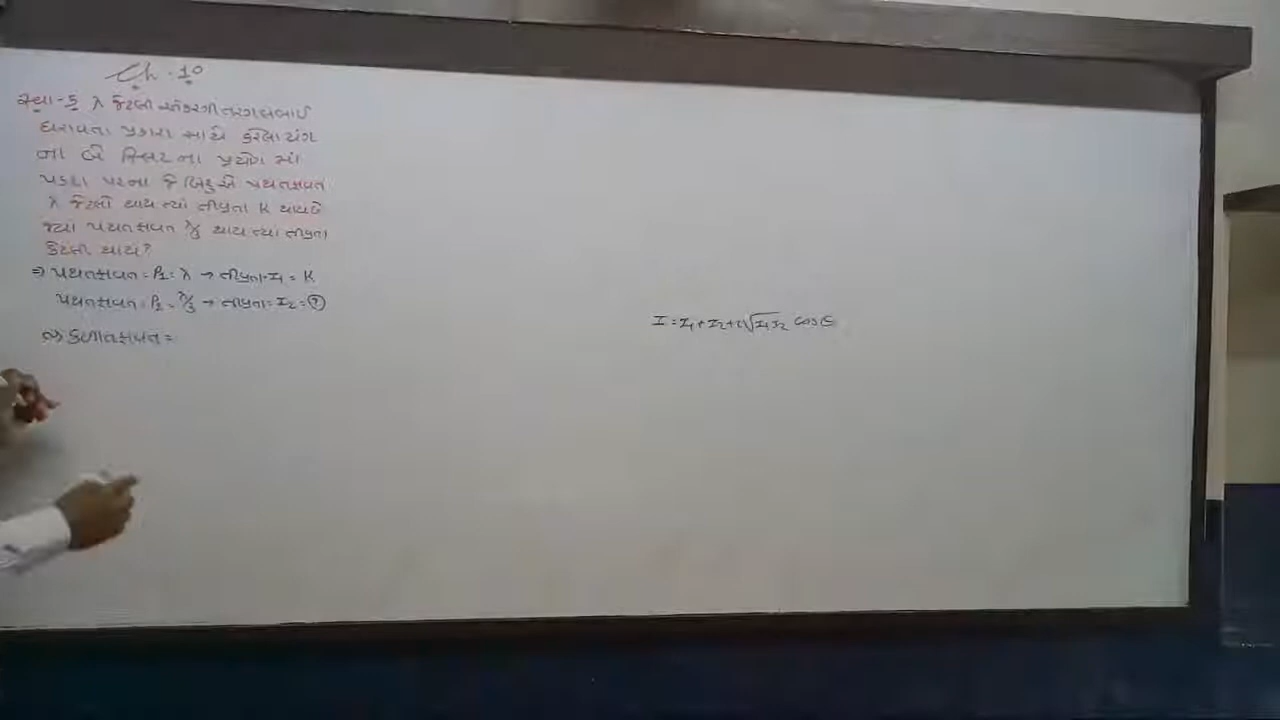 Ch. 10
સ્વા-5 λ જેટલી એકરંગી તરંગલંબાઈ
ધરાવતા પ્રકાશ સાથે કરેલા યંગ
ના બે સ્લિટના પ્રયોગ માં
પડદા પરના જે બિંદુએ પથતફાવત
λ જેટલો થાય ત્યાં તીવ્રતા K થાય છે
જ્યાં પથતફાવત λ/3 થાય ત્યા તીવ્રતા
કેટલી થાય?
⇒ પથતફાવત = P1 = λ → તીવ્રતા = I1 = K
પથતફાવત = P2 = λ/3 → તીવ્રતા = I2 = ?
કળાતફાવત =
I = I1 + I2 + 2√I1I2 cos θ